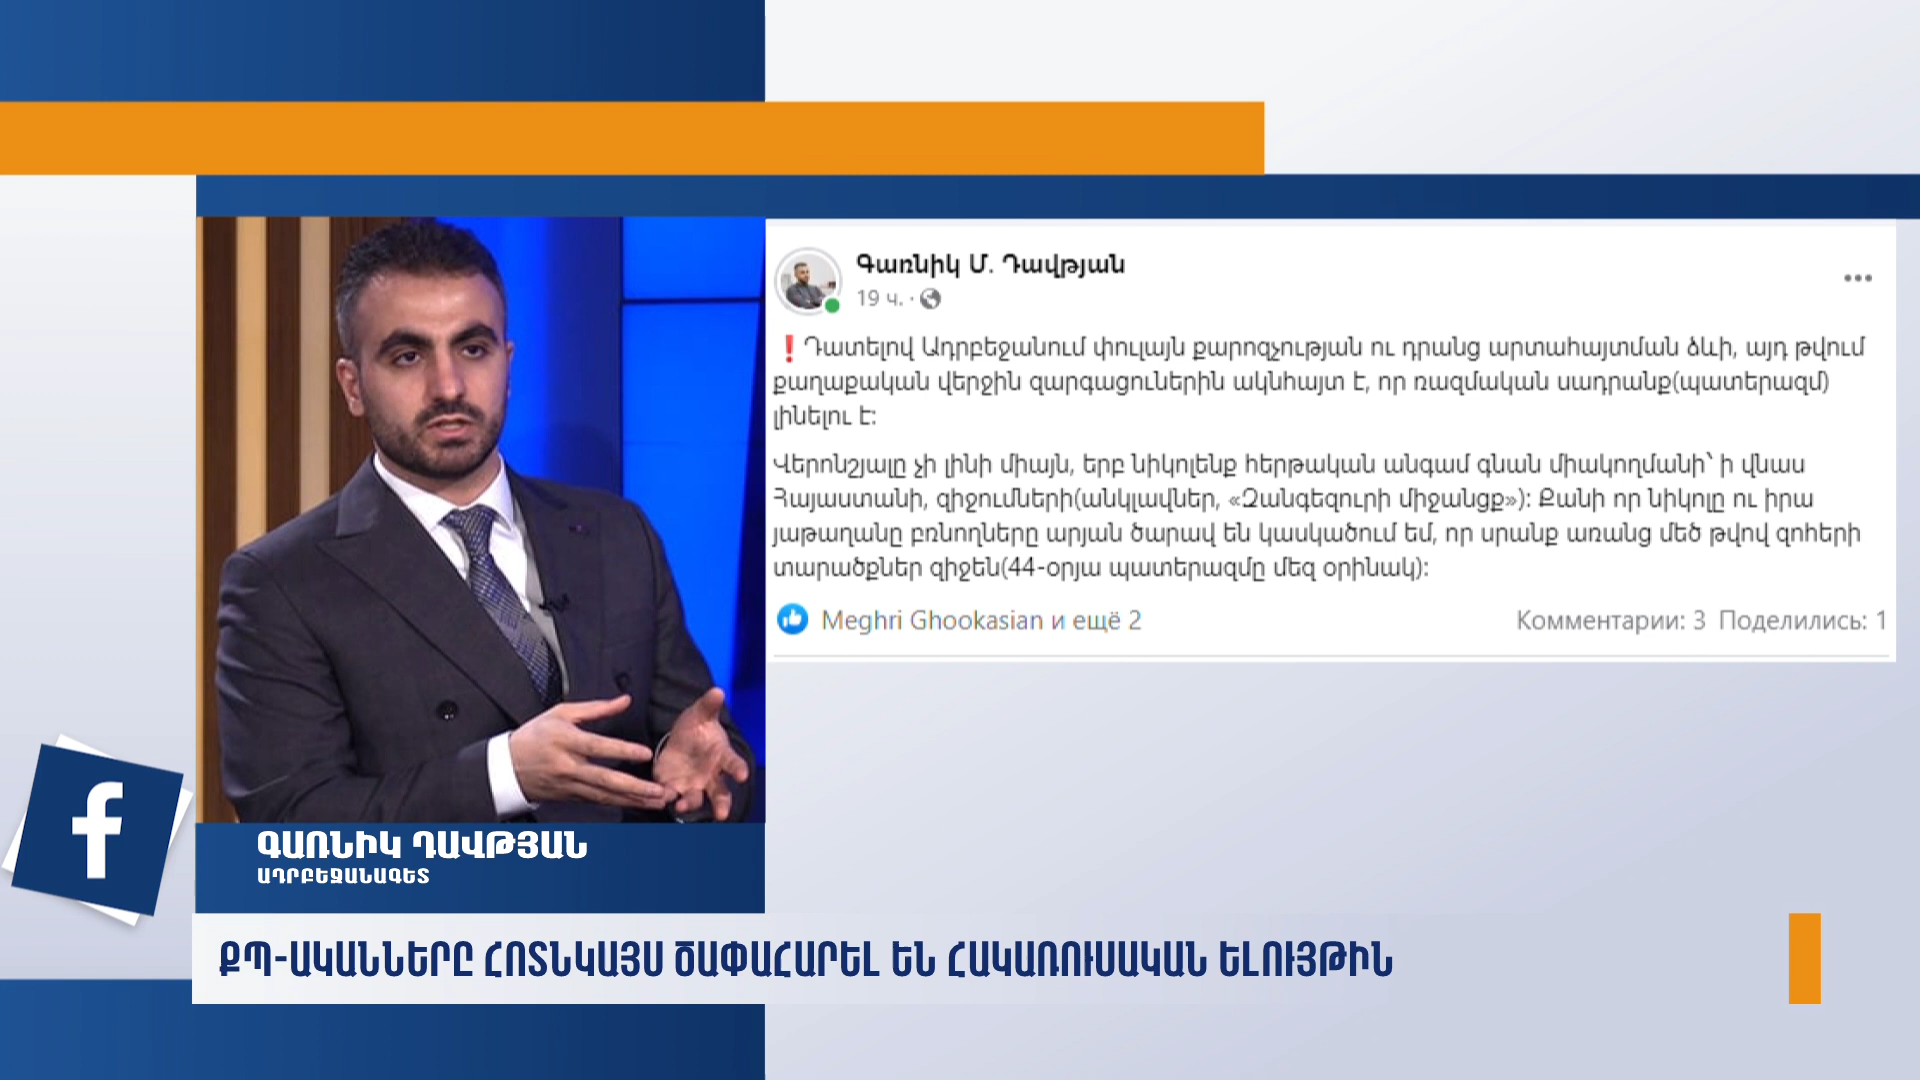 Գառնիկ Մ. Դավթյան
19 ч. ·
❗Դատելով Ադրբեջանում փուլայն քարոզչության ու դրանց արտահայտման ձևի, այդ թվում
քաղաքական վերջին զարգացուներին ակնհայտ է, որ ռազմական սադրանք(պատերազմ)
լինելու է:
Վերոնշյալը չի լինի միայն, երբ նիկոլենք հերթական անգամ գնան միակողմանի՝ ի վնաս
Հայաստանի, զիջումների(անկլավներ, «Զանգեզուրի միջանցք»): Քանի որ նիկոլը ու իրա
յաթաղանը բռնողները արյան ծարավ են կասկածում եմ, որ սրանք առանց մեծ թվով զոհերի
տարածքներ զիջեն(44-օրյա պատերազմը մեզ օրինակ):
Meghri Ghookasian и ещё 2
Комментарии: 3 Поделились: 1
f
ԳԱՌՆԻԿ ԴԱՎԹՅԱՆ
ԱԴՐԲԵՋԱՆԱԳԵՏ
ՔՊ-ԱԿԱՆՆԵՐԸ ՀՈՏՆԿԱՅՍ ԾԱՓԱՀԱՐԵԼ ԵՆ ՀԱԿԱՌՈՒՍԱԿԱՆ ԵԼՈՒՅԹԻՆ